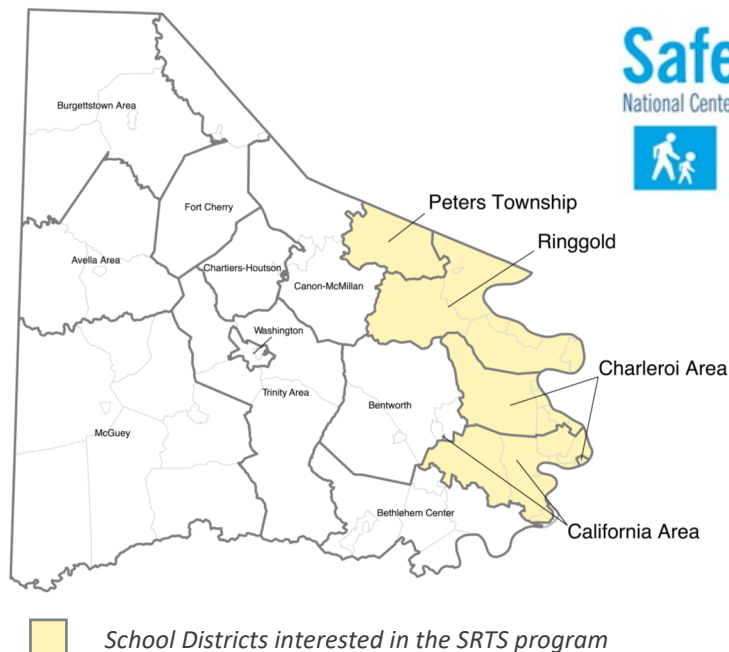 Safe
National Cente
Burgettstown Area
Peters Township
Fort Cherry
Ringgold
Avella Area
Chartiers-Houtson
Canon-McMillan
Washington
Charleroi Area
Trinity Area
Bentworth
McGuey
Bethlehem Center
California Area
School Districts interested in the SRTS program